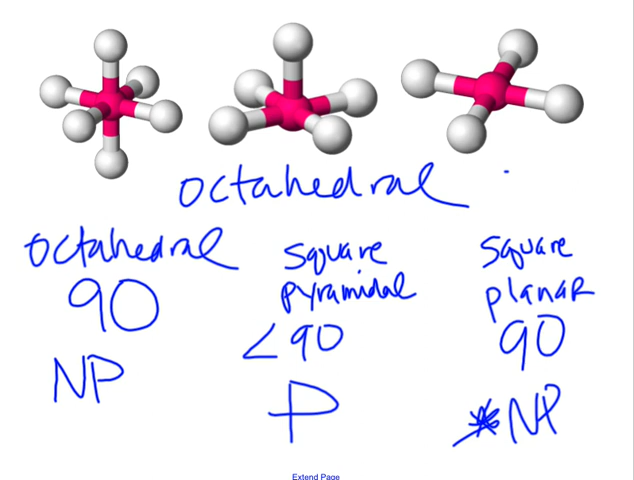 octahedral
octahedral
90
NP
square
pyramidal
<90
P
square
planar
90
*NP
Extend Page